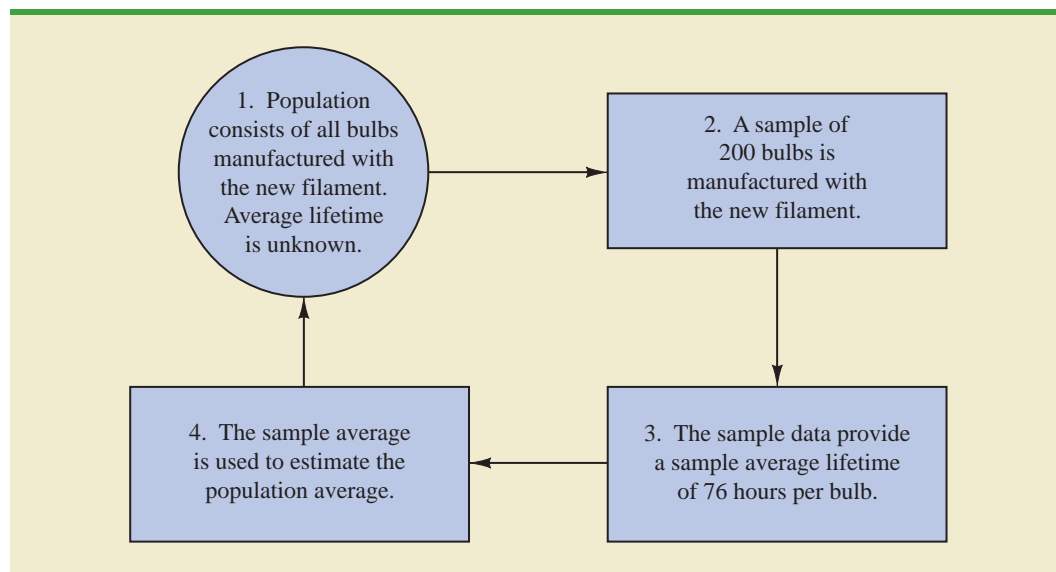 1. Population
consists of all bulbs
manufactured with
the new filament.
Average lifetime
is unknown.
2. A sample of
200 bulbs is
manufactured with
the new filament.
3. The sample data provide
a sample average lifetime
of 76 hours per bulb.
4. The sample average
is used to estimate the
population average.